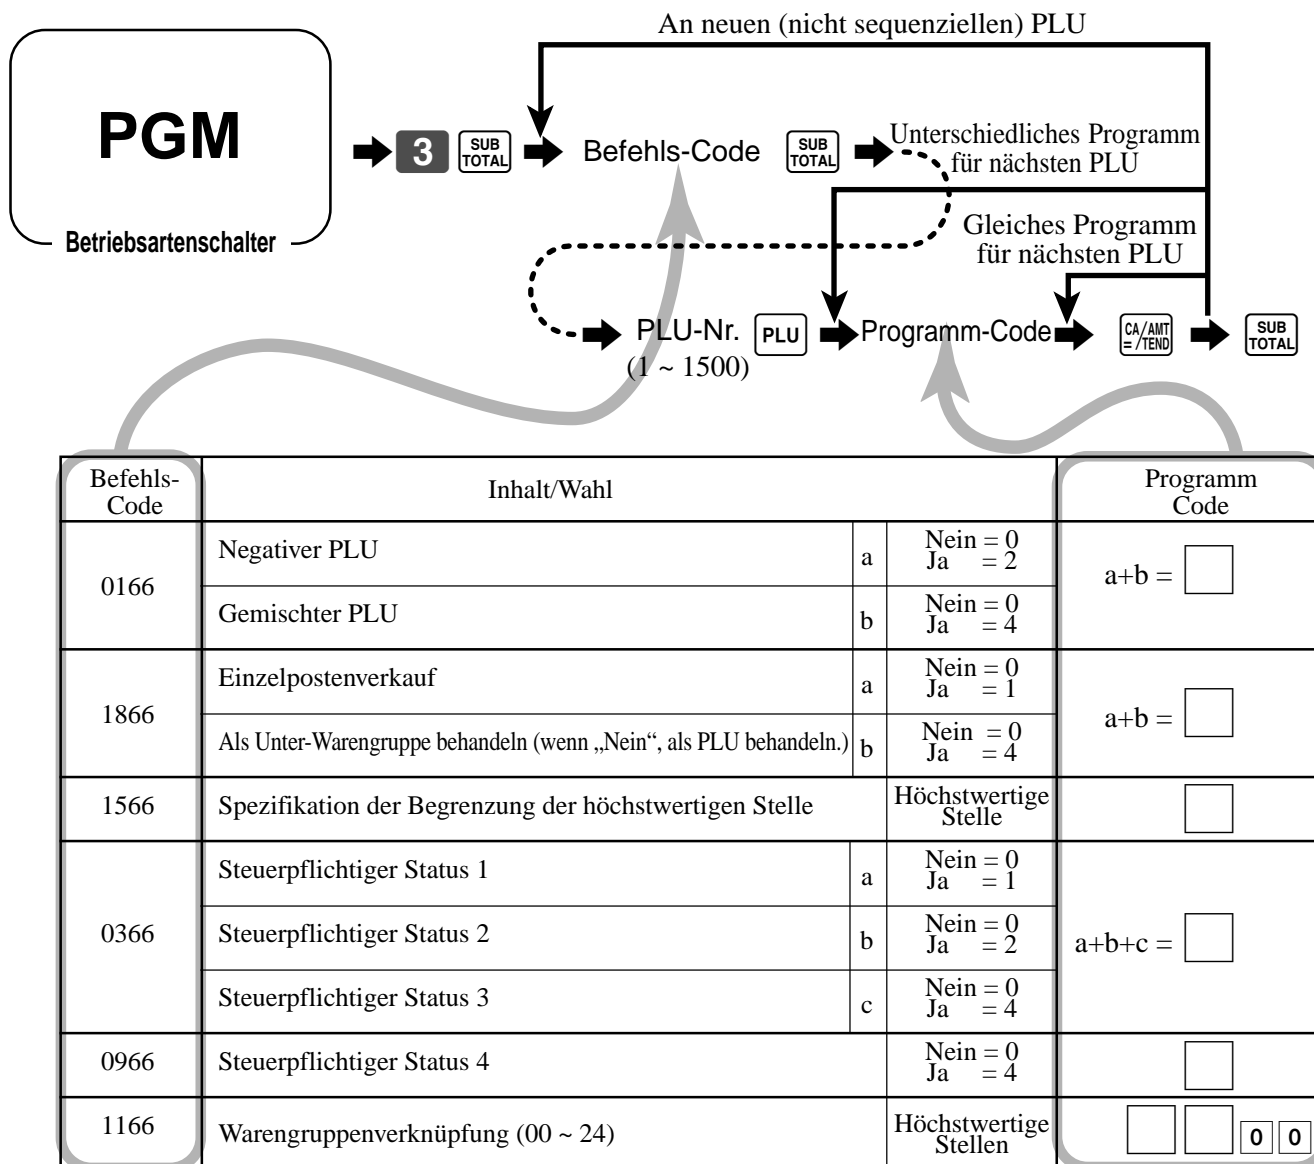 An neuen (nicht sequenziellen) PLU
PGM
Betriebsartenschalter
3 SUB TOTAL Befehls-Code SUB TOTAL
Unterschiedliches Programm
für nächsten PLU
Gleiches Programm
für nächsten PLU
PLU-Nr. PLU Programm-Code CA/AMT =/TEND SUB TOTAL
(1 ~ 1500)
Befehls-
Code
Inhalt/Wahl
Programm
Code
0166
Negativer PLU
a
Nein = 0
Ja = 2
a+b =
Gemischter PLU
b
Nein = 0
Ja = 4
1866
Einzelpostenverkauf
a
Nein = 0
Ja = 1
a+b =
Als Unter-Warengruppe behandeln (wenn „Nein“, als PLU behandeln.)
b
Nein = 0
Ja = 4
1566
Spezifikation der Begrenzung der höchstwertigen Stelle
Höchstwertige
Stelle
0366
Steuerpflichtiger Status 1
a
Nein = 0
Ja = 1
Steuerpflichtiger Status 2
b
Nein = 0
Ja = 2
a+b+c =
Steuerpflichtiger Status 3
c
Nein = 0
Ja = 4
0966
Steuerpflichtiger Status 4
Nein = 0
Ja = 4
1166
Warengruppenverknüpfung (00 ~ 24)
Höchstwertige
Stellen
0 0